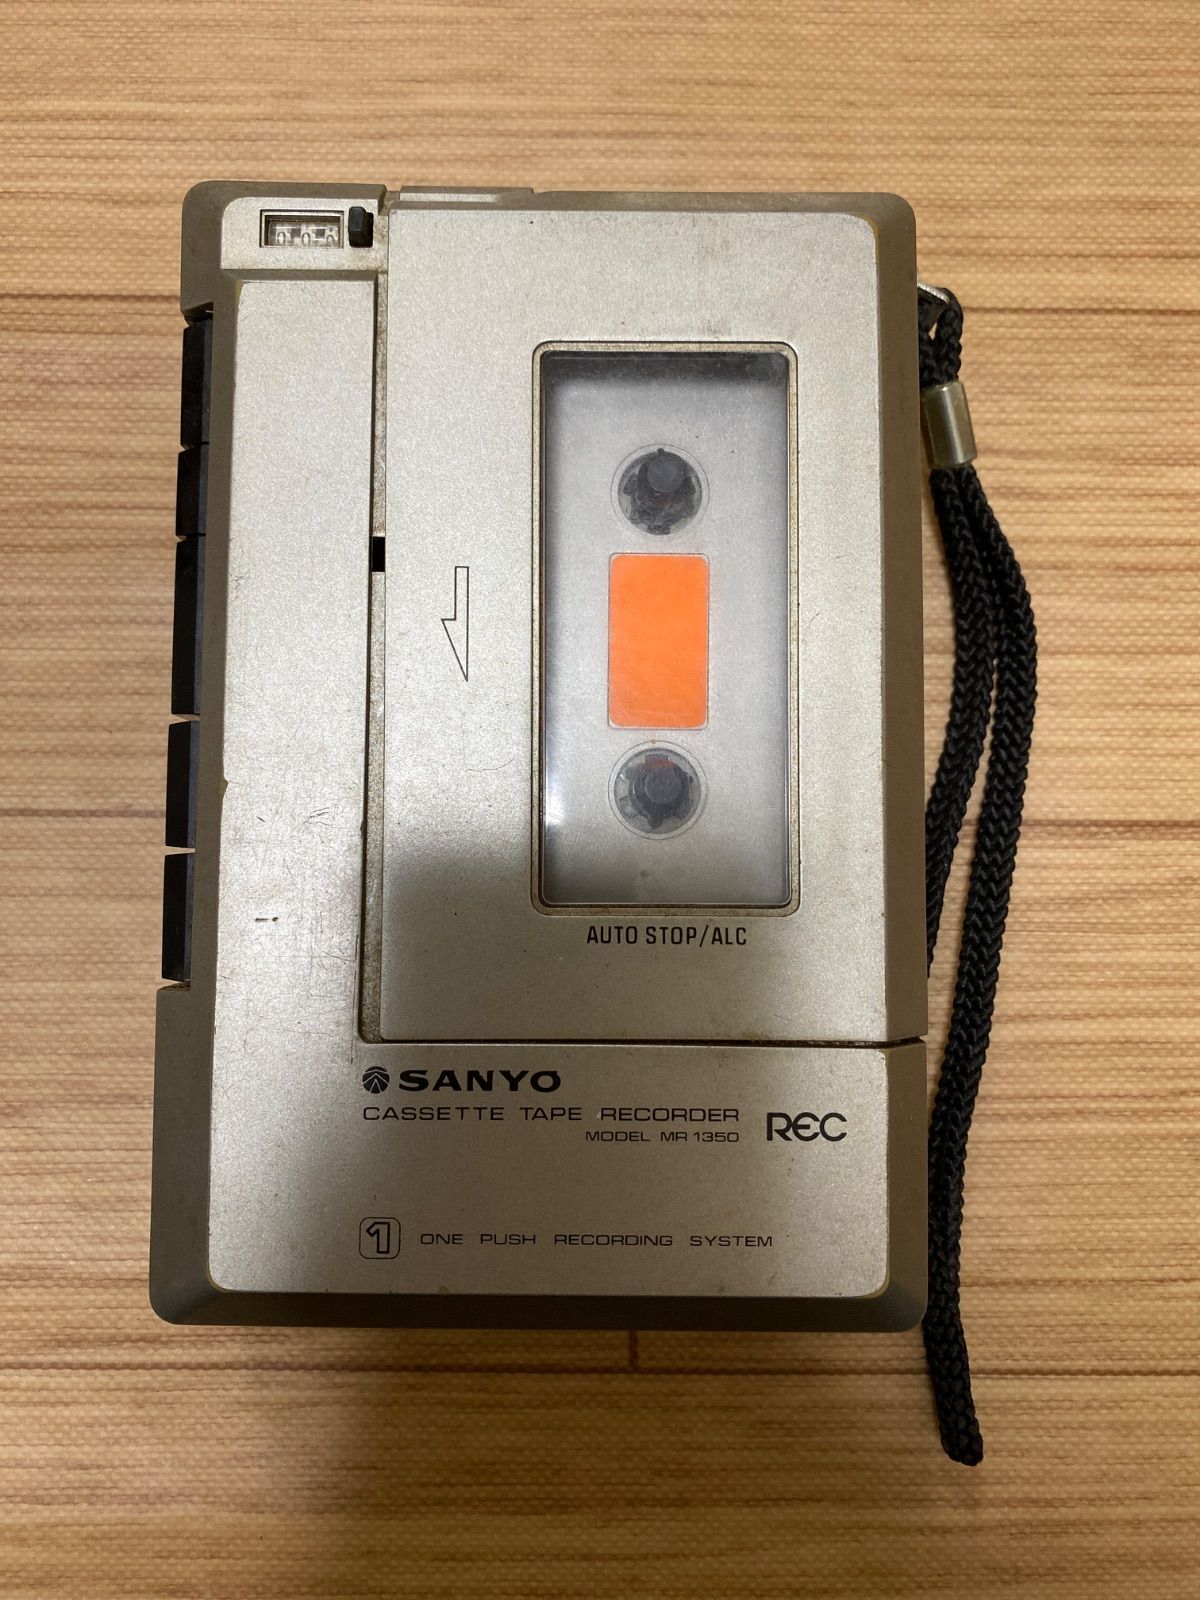 AUTO STOP/ALC
SANYO
CASSETTE TAPE RECORDER
MODEL MR 1350 REC
1 ONE PUSH RECORDING SYSTEM